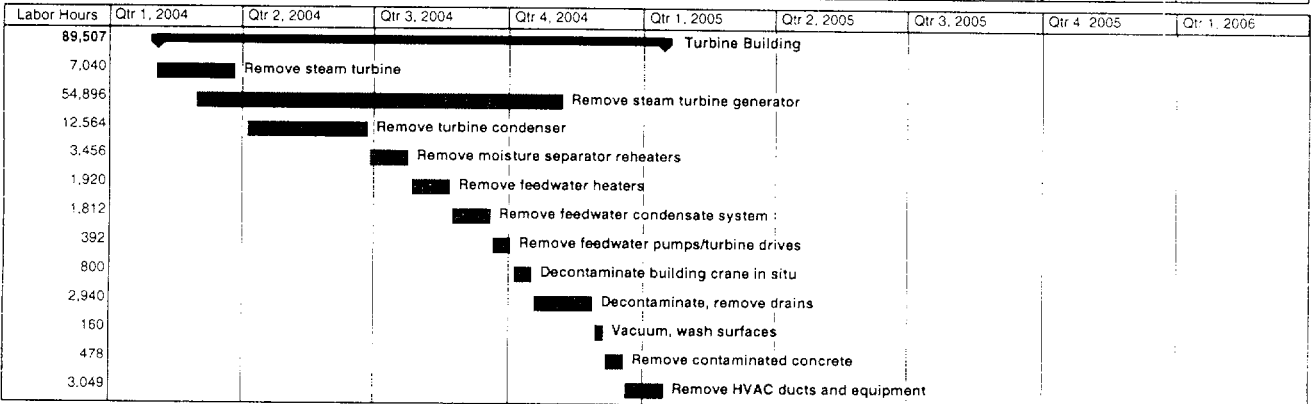 Labor Hours Qtr 1, 2004 Qtr 2, 2004 Qtr 3, 2004 Qtr 4, 2004 Qtr 1, 2005 Qtr 2, 2005 Qtr 3, 2005 Qtr 4 2005 Qtr 1, 2006
89,507 Turbine Building
7.040 Remove steam turbine
54,896 Remove steam turbine generator
12.564 Remove turbine condenser
3.456 Remove moisture separator reheaters
1.920 Remove feedwater heaters
1.812 Remove feedwater condensate system
392 Remove feedwater pumps/turbine drives
800 Decontaminate building crane in situ
2,940 Decontaminate, remove drains
160 Vacuum, wash surfaces
478 Remove contaminated concrete
3.049 Remove HVAC ducts and equipment